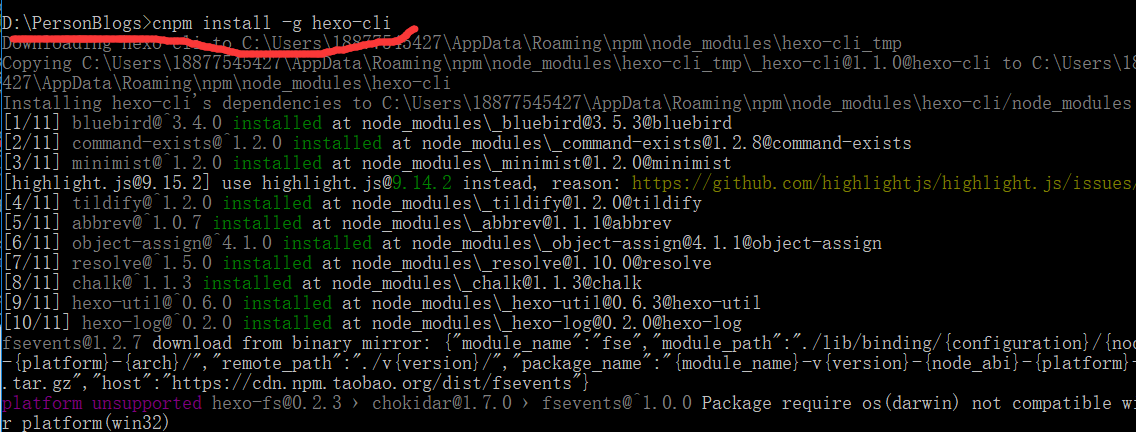 D:\PersonBlogs>cnpm install -g hexo-cli
Downloading hexo-cli to C:\Users\18877545427\AppData\Roaming\npm\node_modules\hexo-cli_tmp
Copying C:\Users\18877545427\AppData\Roaming\npm\node_modules\hexo-cli_tmp\_hexo-cli@1.1.0@hexo-cli to C:\Users\18
427\AppData\Roaming\npm\node_modules\hexo-cli
Installing hexo-cli's dependencies to C:\Users\18877545427\AppData\Roaming\npm\node_modules\hexo-cli/node_modules
[1/11] bluebird@^3.4.0 installed at node_modules\_bluebird@3.5.3@bluebird
[2/11] command-exists@^1.2.0 installed at node_modules\_command-exists@1.2.8@command-exists
[3/11] minimist@^1.2.0 installed at node_modules\_minimist@1.2.0@minimist
[highlight.js@9.15.2] use highlight.js@9.14.2 instead, reason: https://github.com/highlightjs/highlight.js/issues/
[4/11] tildify@^1.2.0 installed at node_modules\_tildify@1.2.0@tildify
[5/11] abbrev@^1.0.7 installed at node_modules\_abbrev@1.1.1@abbrev
[6/11] object-assign@^4.1.0 installed at node_modules\_object-assign@4.1.1@object-assign
[7/11] resolve@^1.5.0 installed at node_modules\_resolve@1.10.0@resolve
[8/11] chalk@^1.1.3 installed at node_modules\_chalk@1.1.3@chalk
[9/11] hexo-util@^0.6.0 installed at node_modules\_hexo-util@0.6.3@hexo-util
[10/11] hexo-log@^0.2.0 installed at node_modules\_hexo-log@0.2.0@hexo-log
fsevents@1.2.7 download from binary mirror: {"module_name":"fse","module_path":"./lib/binding/{configuration}/{nod
-{platform}-{arch}/","remote_path":"./v{version}/","package_name":"{module_name}-v{version}-{node_abi}-{platform}-
.tar.gz","host":"https://cdn.npm.taobao.org/dist/fsevents"}
platform unsupported hexo-fs@0.2.3 › chokidar@1.7.0 › fsevents@^1.0.0 Package require os(darwin) not compatible wi
r platform(win32)